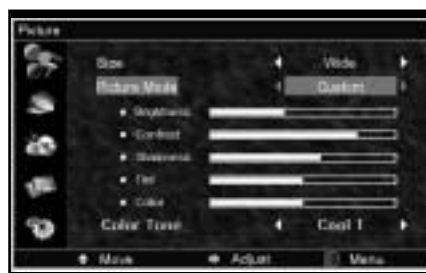 Picture
Size Wide
Picture Mode Custom
Brightness
Contrast
Sharpness
Tint
Color
Color Tone Cool 1
Move Adjust Menu